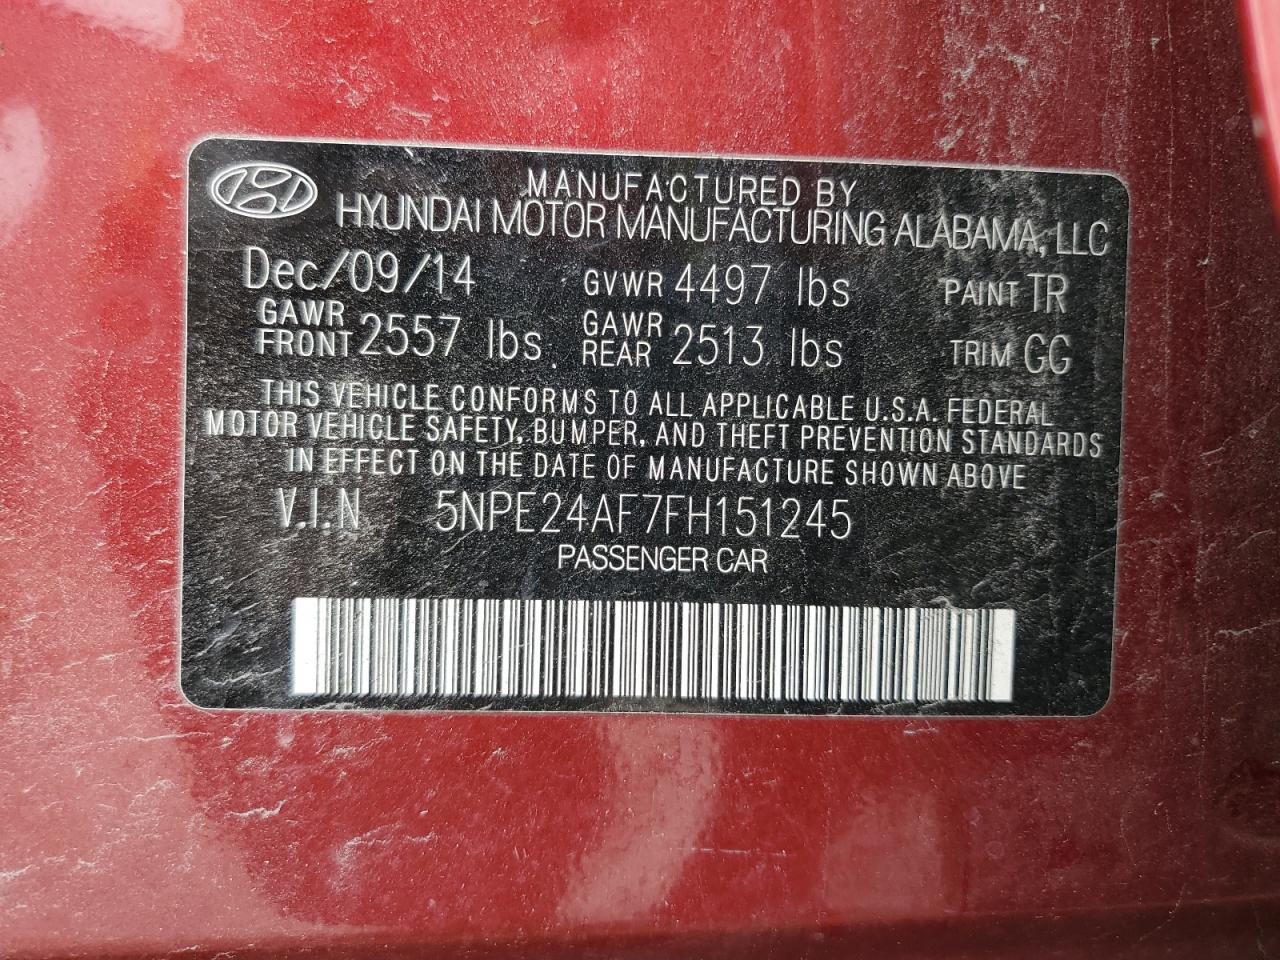 MANUFACTURED BY
HYUNDAI MOTOR MANUFACTURING ALABAMA, LLC
Dec/09/14 GVWR 4497 lbs PAINT TR
GAWR FRONT 2557 lbs GAWR REAR 2513 lbs TRIM GG
THIS VEHICLE CONFORMS TO ALL APPLICABLE U.S.A. FEDERAL
MOTOR VEHICLE SAFETY, BUMPER, AND THEFT PREVENTION STANDARDS
IN EFFECT ON THE DATE OF MANUFACTURE SHOWN ABOVE
V.I.N 5NPE24AF7FH151245
PASSENGER CAR